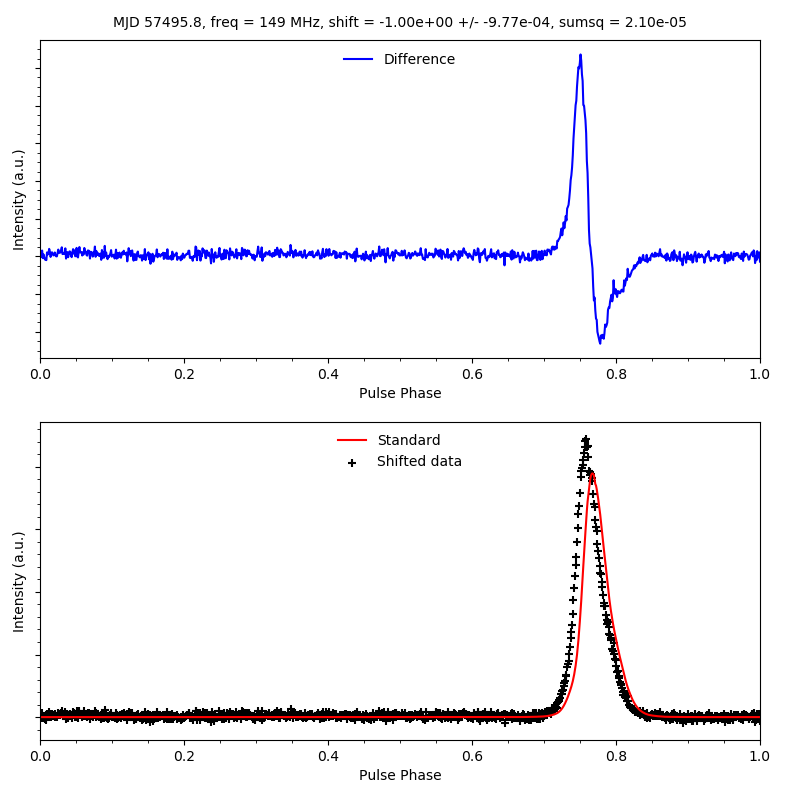 MJD 57495.8, freq = 149 MHz, shift = -1.00e+00 +/- -9.77e-04, sumsq = 2.10e-05
Difference
Intensity (a.u.)
0.0 0.2 0.4 0.6 0.8 1.0
Pulse Phase
Standard
Shifted data
Intensity (a.u.)
0.0 0.2 0.4 0.6 0.8 1.0
Pulse Phase